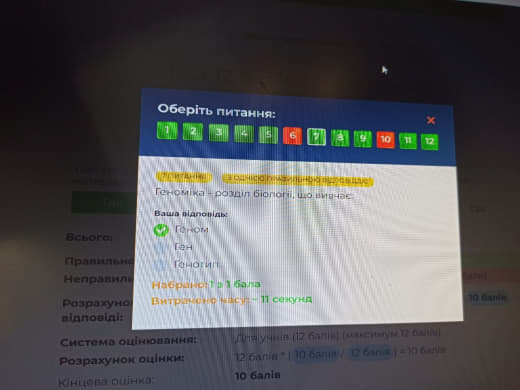 Оберіть питання:
1 2 3 4 5 6 7 8 9 10 11 12
7 ПИТАННЯ З ОДНІЄЮ ПРАВИЛЬНОЮ ВІДПОВІДДЮ
Геноміка - розділ біології, що вивчає:
Ваша відповідь:
Геном
Ген
Генотип
Набрано: 1 з 1 бала
Витрачено часу: ~ 11 секунд
Всього:
Правильно
Неправиль
Розрахунок
10 балів
відповіді:
Система оцінювання: Для учнів (12 балів) (максимум 12 балів)
Розрахунок оцінки: 12 балів * ( 10 балів / 12 балів ) = 10 балів
Кінцева оцінка: 10 балів